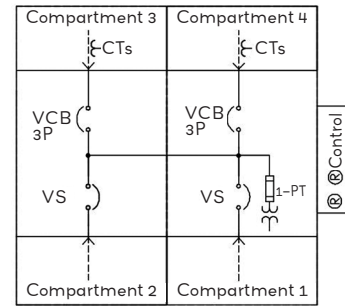 Compartment 3
Compartment 4
CTs
CTs
VCB
3P
VCB
3P
VS
VS
1-PT
® ®Control
Compartment 2
Compartment 1